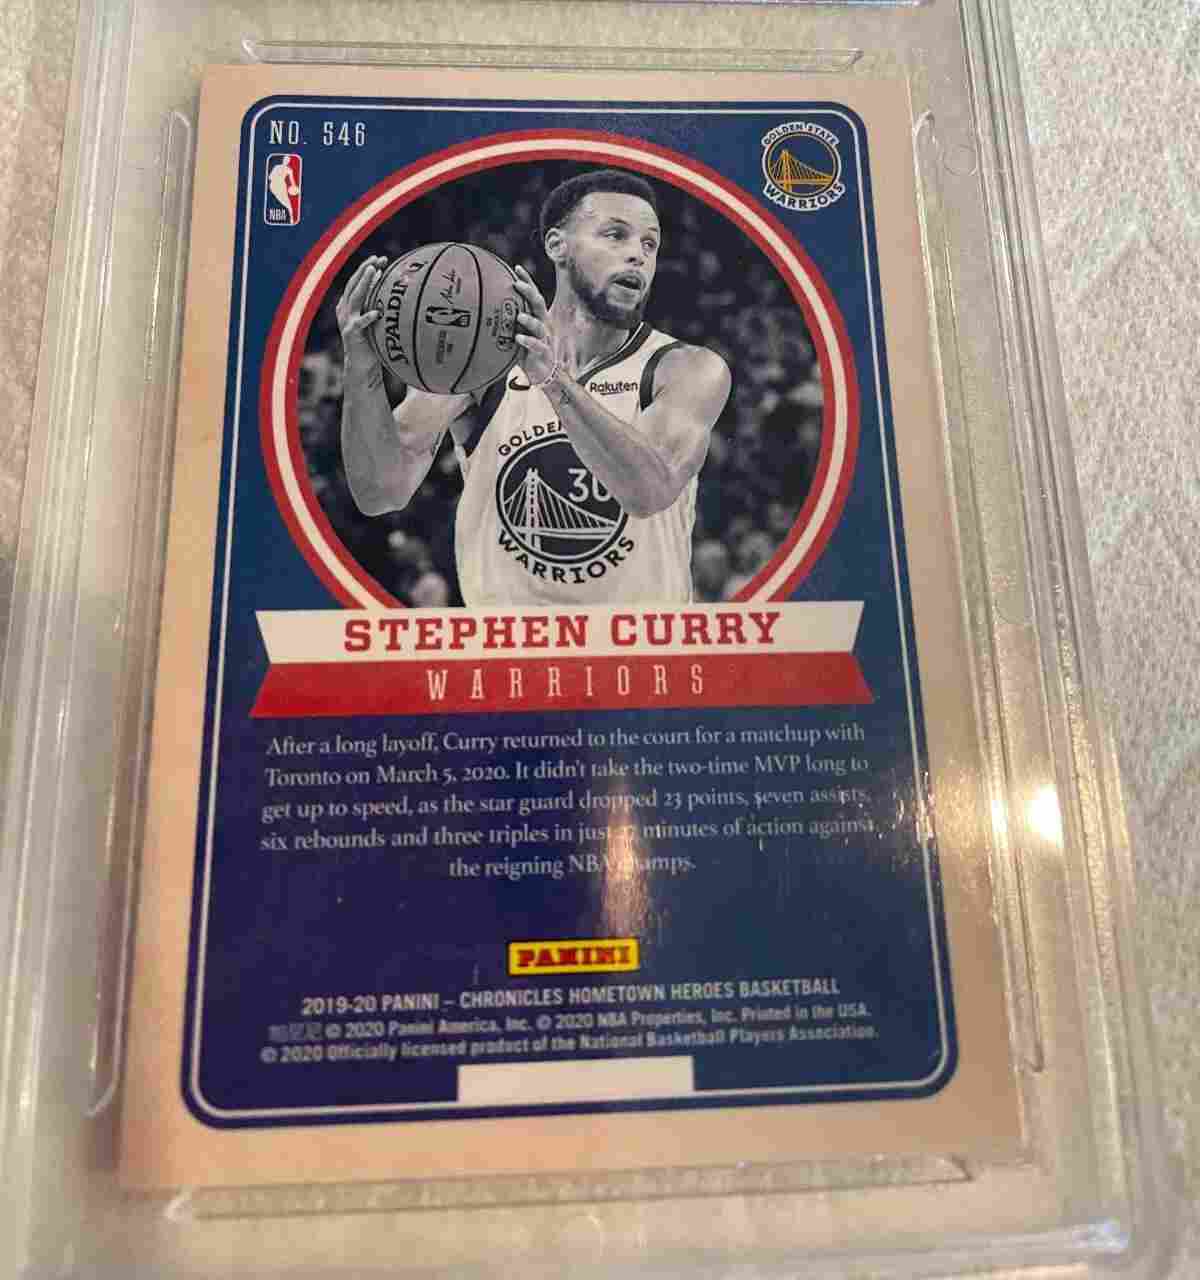 NO. 546
NBA
GOLDEN STATE
WARRIORS
SPALDING
Rakuten
GOLDEN
30
WARRIORS
STEPHEN CURRY
WARRIORS
After a long layoff, Curry returned to the court for a matchup with
Toronto on March 5, 2020. It didn't take the two-time MVP long to
get up to speed, as the star guard dropped 23 points, seven assists,
six rebounds and three triples in just 27 minutes of action against
the reigning NBA champs.
PANINI
2019-20 PANINI – CHRONICLES HOMETOWN HEROES BASKETBALL
© 2020 Panini America, Inc. © 2020 NBA Properties, Inc. Printed in the USA.
© 2020 Officially licensed product of the National Basketball Players Association.